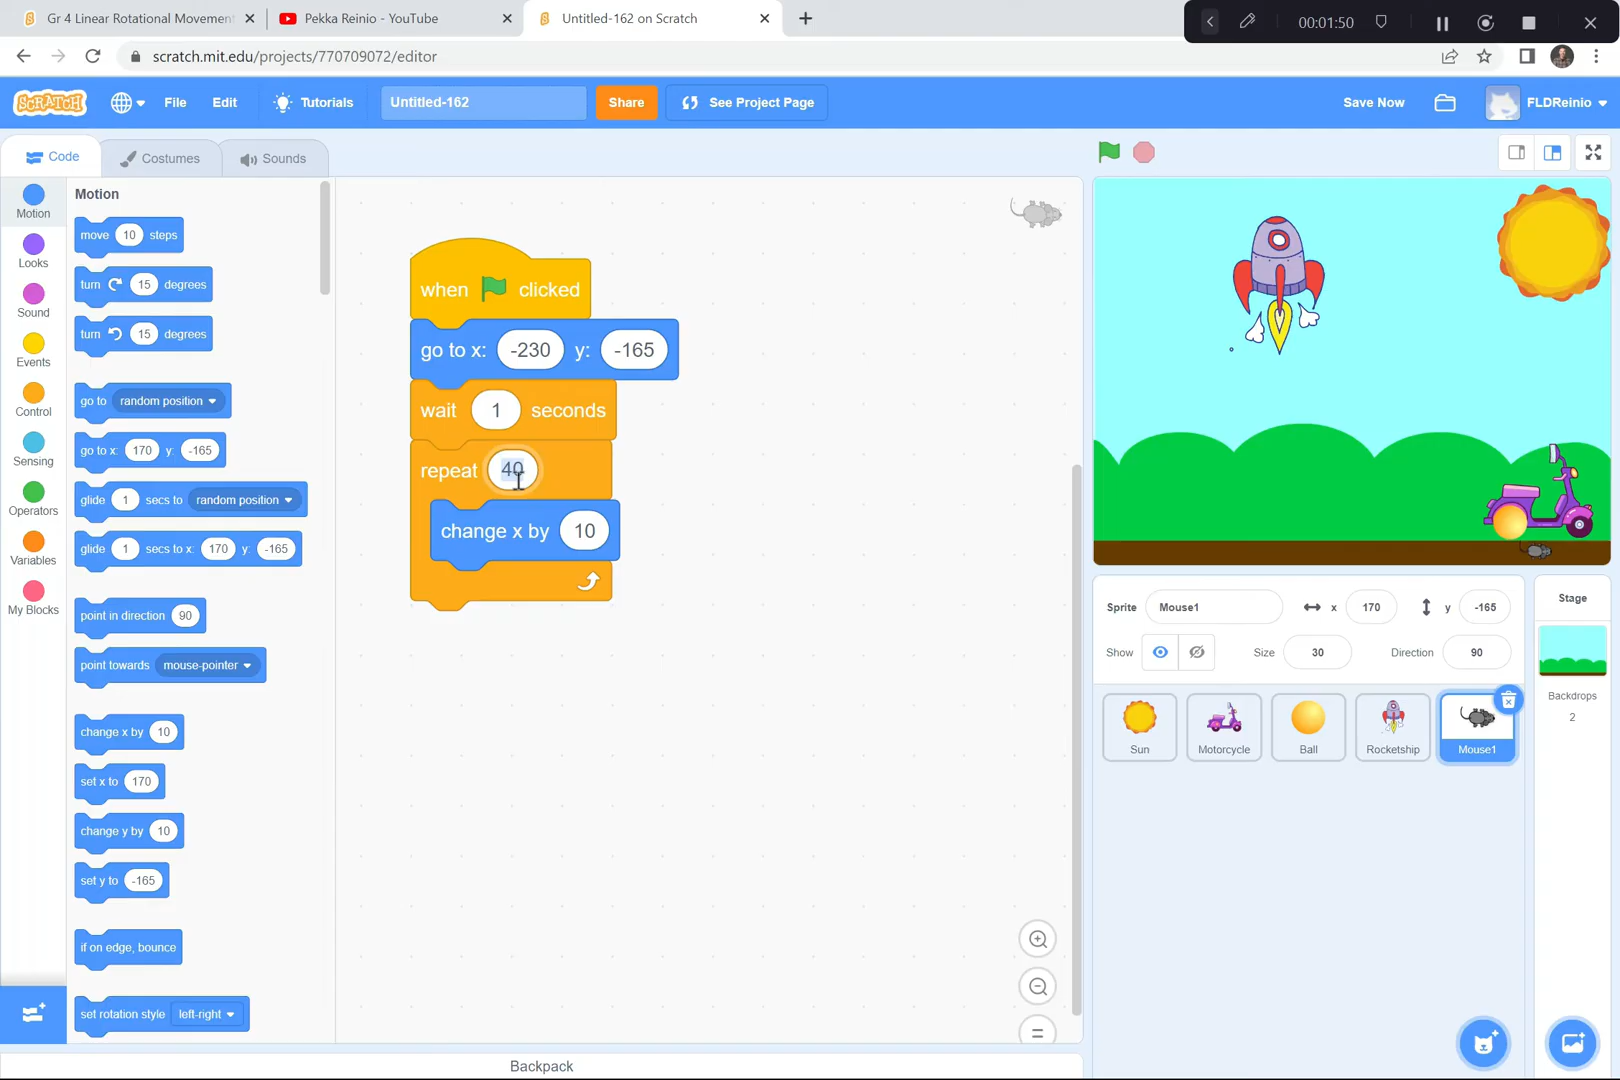 Gr 4 Linear Rotational Movement
Pekka Reinio - YouTube
Untitled-162 on Scratch
00:01:50
scratch.mit.edu/projects/770709072/editor
SCRATCH
File
Edit
Tutorials
Untitled-162
Share
See Project Page
Save Now
FLDReinio
Code
Costumes
Sounds
Motion
Looks
Sound
Events
Control
Sensing
Operators
Variables
My Blocks
Motion
move 10 steps
turn 15 degrees
turn 15 degrees
go to random position
go to x: 170 y: -165
glide 1 secs to random position
glide 1 secs to x: 170 y: -165
point in direction 90
point towards mouse-pointer
change x by 10
set x to 170
change y by 10
set y to -165
if on edge, bounce
set rotation style left-right
when clicked
go to x: -230 y: -165
wait 1 seconds
repeat 40
change x by 10
Backpack
Sprite Mouse1 x 170 y -165
Show Size 30 Direction 90
Sun
Motorcycle
Ball
Rocketship
Mouse1
Stage
Backdrops
2